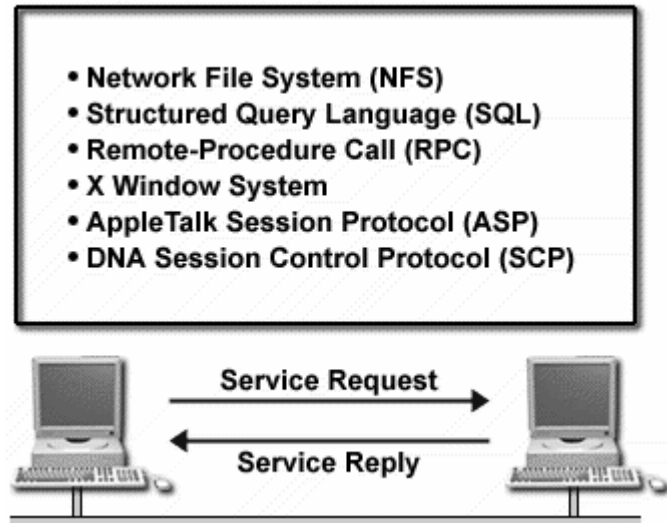 • Network File System (NFS)
• Structured Query Language (SQL)
• Remote-Procedure Call (RPC)
• X Window System
• AppleTalk Session Protocol (ASP)
• DNA Session Control Protocol (SCP)
Service Request
Service Reply